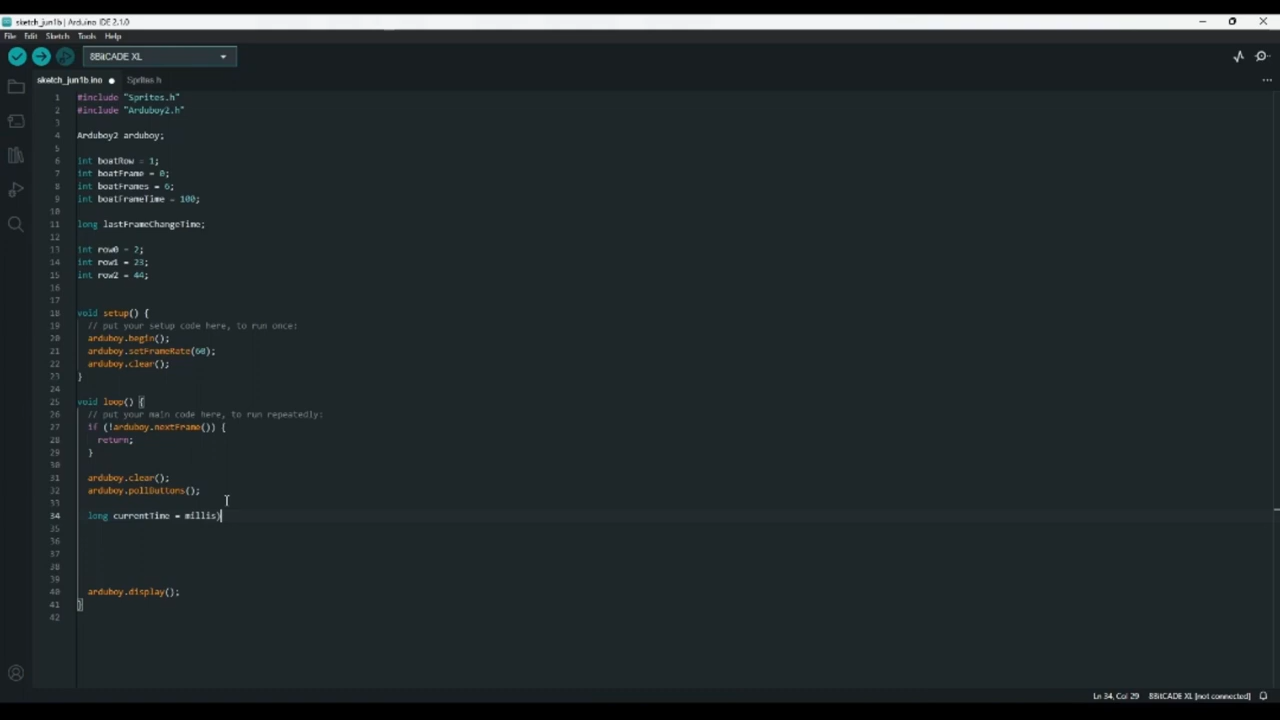 sketch_jun1b | Arduino IDE 2.1.0
File Edit Sketch Tools Help
8BitCADE XL
sketch_jun1b.ino Sprites.h
1 #include "Sprites.h"
2 #include "Arduboy2.h"
3
4 Arduboy2 arduboy;
5
6 int boatRow = 1;
7 int boatFrame = 0;
8 int boatFrames = 6;
9 int boatFrameTime = 100;
10
11 long lastFrameChangeTime;
12
13 int row0 = 2;
14 int row1 = 23;
15 int row2 = 44;
16
17
18 void setup() {
19 // put your setup code here, to run once:
20 arduboy.begin();
21 arduboy.setFrameRate(60);
22 arduboy.clear();
23 }
24
25 void loop() {
26 // put your main code here, to run repeatedly:
27 if (!arduboy.nextFrame()) {
28 return;
29 }
30
31 arduboy.clear();
32 arduboy.pollButtons();
33
34 long currentTime = millis)
35
36
37
38
39
40 arduboy.display();
41 }
42
Ln 34, Col 29 8BitCADE XL [not connected]